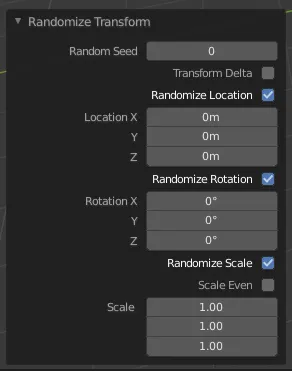 Randomize Transform
Random Seed 0
Transform Delta
Randomize Location
Location X 0m
Y 0m
Z 0m
Randomize Rotation
Rotation X 0°
Y 0°
Z 0°
Randomize Scale
Scale Even
Scale 1.00
1.00
1.00